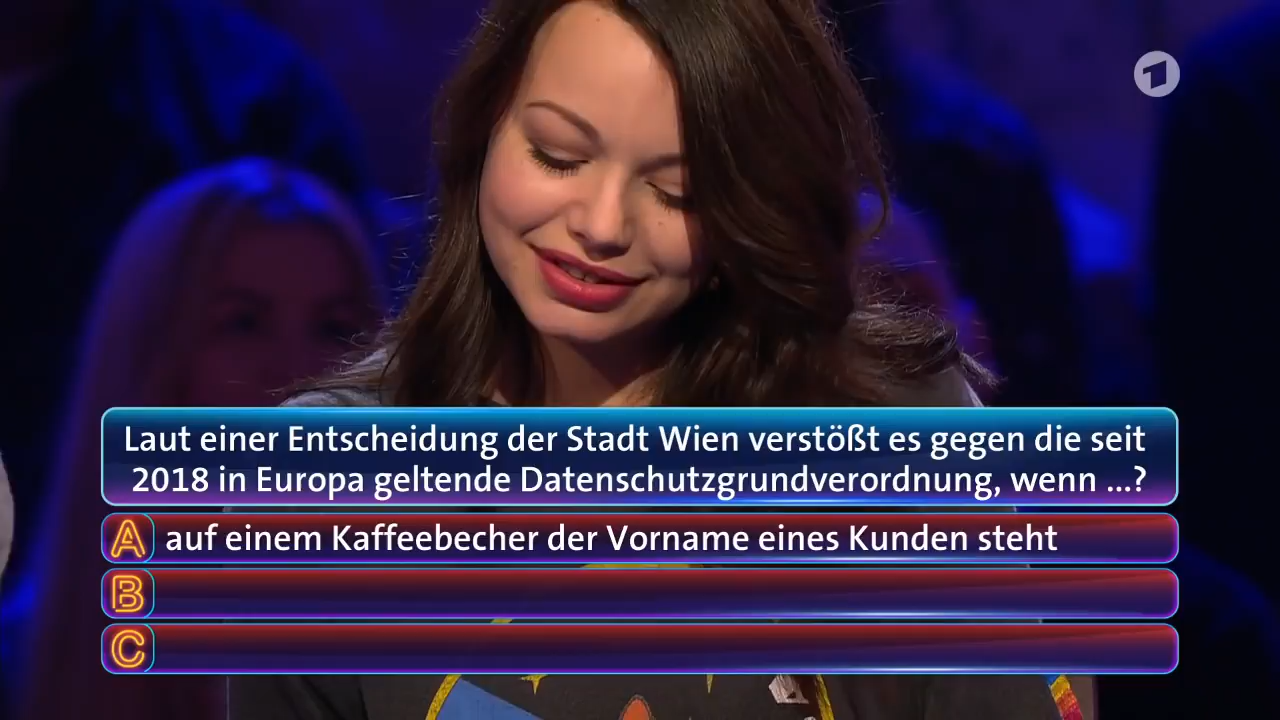 Laut einer Entscheidung der Stadt Wien verstößt es gegen die seit
2018 in Europa geltende Datenschutzgrundverordnung, wenn ...?
A auf einem Kaffeebecher der Vorname eines Kunden steht
B
C